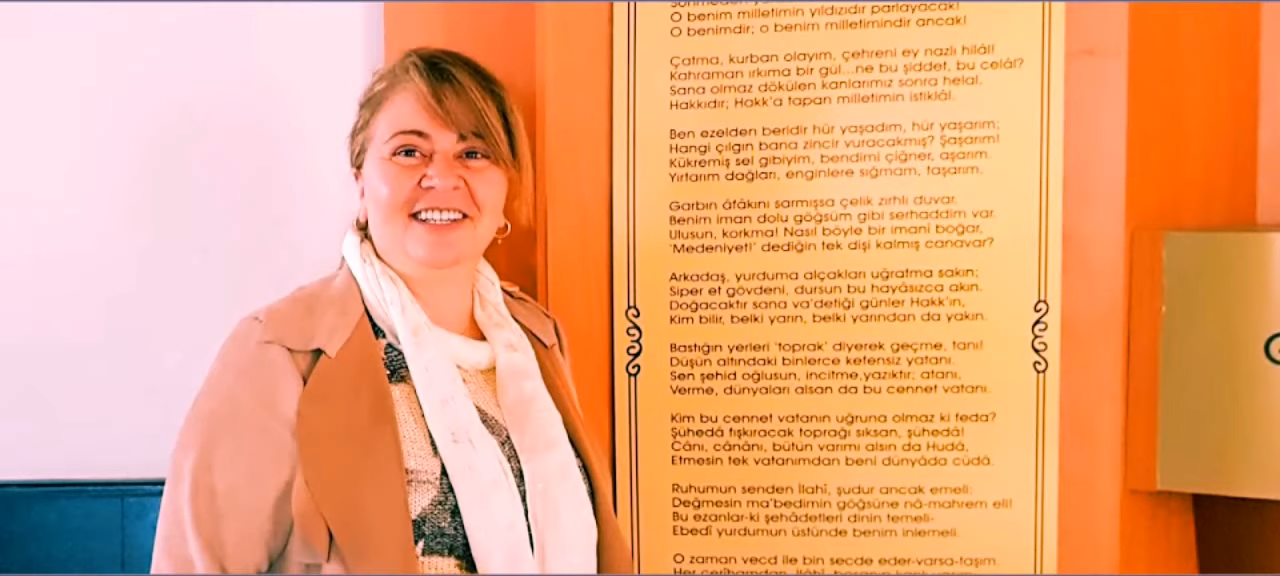 O benim milletimin yıldızıdır parlayacak!
O benimdir; o benim milletimindir ancak!
Çatma, kurban olayım, çehreni ey nazlı hilâl!
Kahraman ırkıma bir gül...ne bu şiddet, bu celâl?
Sana olmaz dökülen kanlarımız sonra helal.
Hakkıdır; Hakk'a tapan milletimin istiklâl.
Ben ezelden beridir hür yaşadım, hür yaşarım;
Hangi çılgın bana zincir vuracakmış? Şaşarım!
Kükremiş sel gibiyim, bendimi çiğner, aşarım.
Yırtarım dağları, enginlere sığmam, taşarım.
Garbın âfâkını sarmışsa çelik zırhlı duvar,
Benim iman dolu göğsüm gibi serhaddim var.
Ulusun, korkma! Nasıl böyle bir imanı boğar,
'Medeniyet!' dediğin tek dişi kalmış canavar?
Arkadaş, yurduma alçakları uğratma sakın;
Siper et gövdeni, dursun bu hayâsızca akın.
Doğacaktır sana va'detiği günler Hakk'ın,
Kim bilir, belki yarın, belki yarından da yakın.
Bastığın yerleri 'toprak' diyerek geçme, tanı!
Düşün altındaki binlerce kefensiz yatanı.
Sen şehid oğlusun, incitme,yazıktır; atanı,
Verme, dünyaları alsan da bu cennet vatanı.
Kim bu cennet vatanın uğruna olmaz ki feda?
Şühedâ fışkıracak toprağı sıksan, şühedâ!
Cânı, cânânı, bütün varımı alsın da Hudâ,
Etmesin tek vatanımdan beni dünyâda cüdâ.
Ruhumun senden İlahî, şudur ancak emeli;
Değmesin ma'bedimin göğsüne nâ-mahrem eli!
Bu ezanlar-ki şehâdetleri dinin temeli-
Ebedî yurdumun üstünde benim inlemeli.
O zaman vecd ile bin secde eder-varsa-taşım.